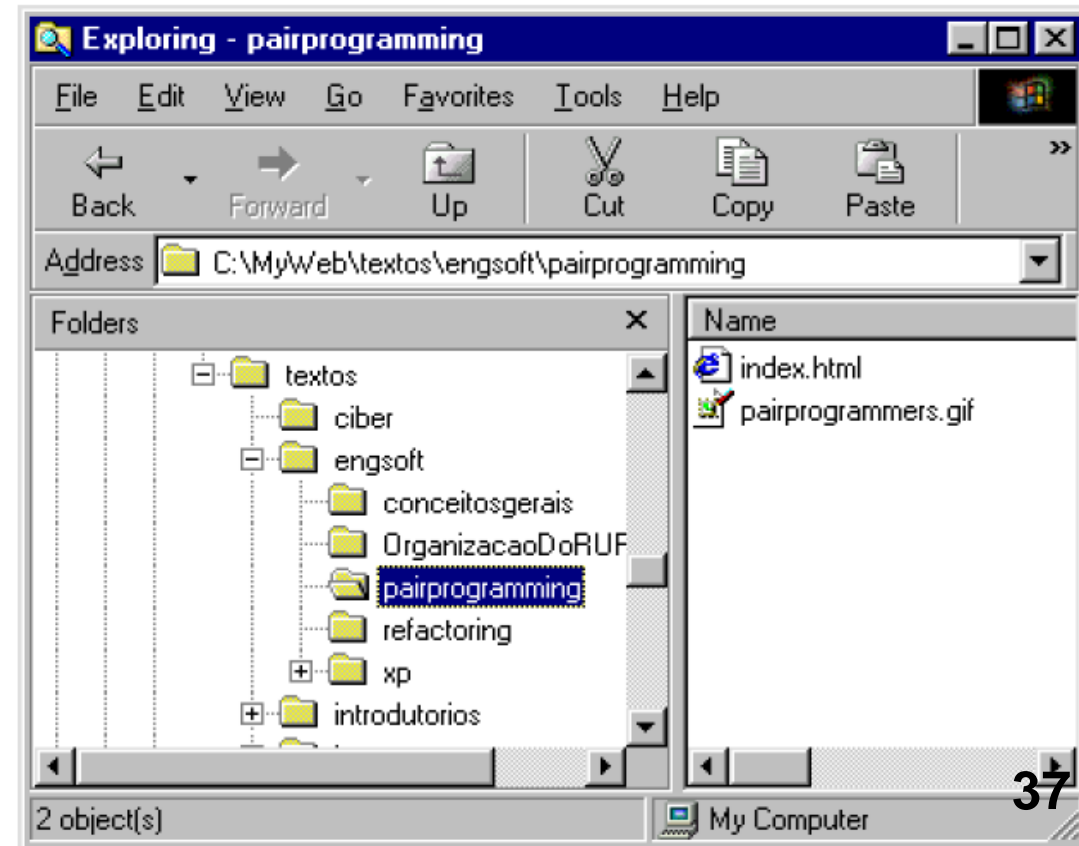 Exploring - pairprogramming
File Edit View Go Favorites Tools Help
Back Forward Up Cut Copy Paste »
Address C:\MyWeb\textos\engsoft\pairprogramming
Folders × Name
textos
ciber
engsoft
conceitosgerais
OrganizacaoDoRUP
pairprogramming
refactoring
xp
introdutorios
index.html
pairprogrammers.gif
37
2 object(s) My Computer